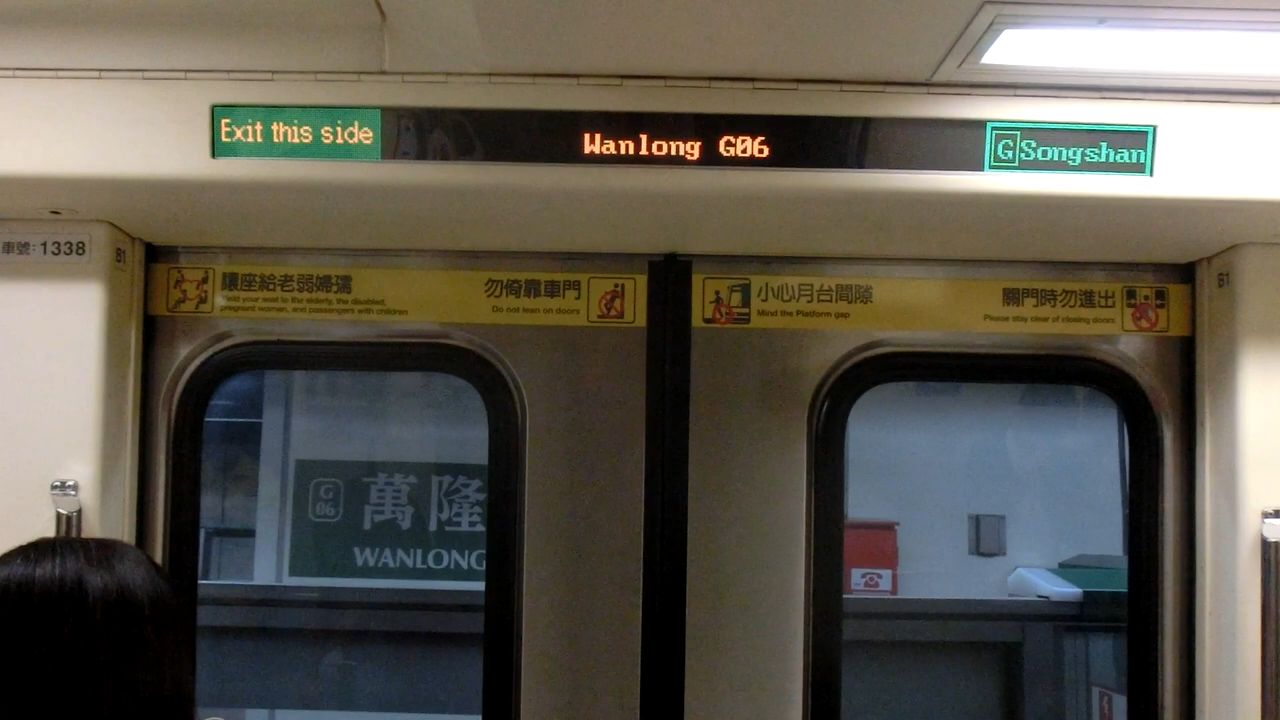 Exit this side
Wanlong G06
G Songshan
車號:1338
B1
讓座給老弱婦孺
Yield your seat to the elderly, the disabled,
pregnant woman, and passengers with children
勿倚靠車門
Do not lean on doors
小心月台間隙
Mind the Platform gap
關門時勿進出
Please stay clear of closing doors
B1
G
06
萬隆
WANLONG